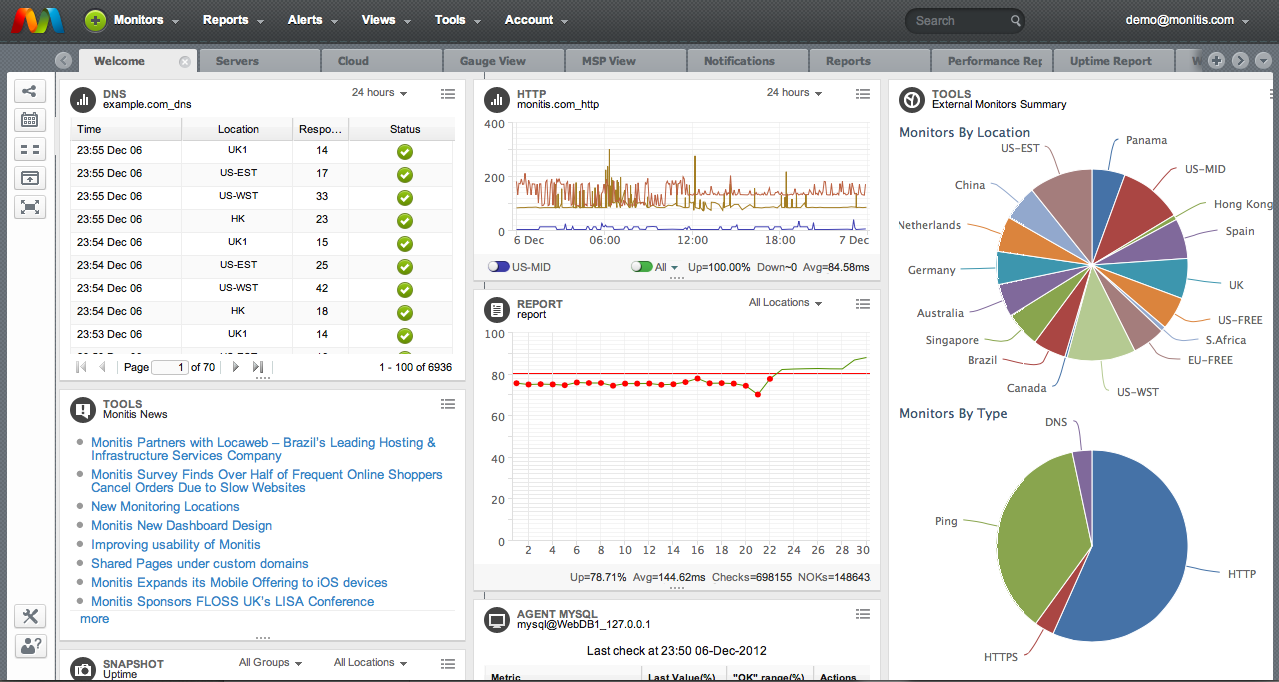 Monitors Reports Alerts Views Tools Account Search demo@monitis.com
Welcome Servers Cloud Gauge View MSP View Notifications Reports Performance Rep Uptime Report
DNS
example.com_dns
24 hours
Time Location Respo... Status
23:55 Dec 06 UK1 14
23:55 Dec 06 US-EST 17
23:55 Dec 06 US-WST 33
23:55 Dec 06 HK 23
23:54 Dec 06 UK1 15
23:54 Dec 06 US-EST 25
23:54 Dec 06 US-WST 42
23:54 Dec 06 HK 18
23:53 Dec 06 UK1 14
Page 1 of 70 1 - 100 of 6936
TOOLS
Monitis News
Monitis Partners with Locaweb – Brazil's Leading Hosting &
Infrastructure Services Company
Monitis Survey Finds Over Half of Frequent Online Shoppers
Cancel Orders Due to Slow Websites
New Monitoring Locations
Monitis New Dashboard Design
Improving usability of Monitis
Shared Pages under custom domains
Monitis Expands its Mobile Offering to iOS devices
Monitis Sponsors FLOSS UK's LISA Conference
more
SNAPSHOT
Uptime
All Groups All Locations
HTTP
monitis.com_http
24 hours
400
200
0
6 Dec 06:00 12:00 18:00 7 Dec
US-MID All Up=100.00% Down~0 Avg=84.58ms
REPORT
report
All Locations
100
80
60
40
20
0
2 4 6 8 10 12 14 16 18 20 22 24 26 28 30
Up=78.71% Avg=144.62ms Checks=698155 NOKs=148643
AGENT MYSQL
mysql@WebDB1_127.0.0.1
Last check at 23:50 06-Dec-2012
Metric Last Value(%) "OK" range(%) Actions
TOOLS
External Monitors Summary
Monitors By Location
US-EST
Panama
US-MID
China
Hong Kong
Netherlands
Spain
Germany
UK
Australia
US-FREE
Singapore
S.Africa
Brazil
EU-FREE
Canada
US-WST
Monitors By Type
DNS
Ping
HTTP
HTTPS